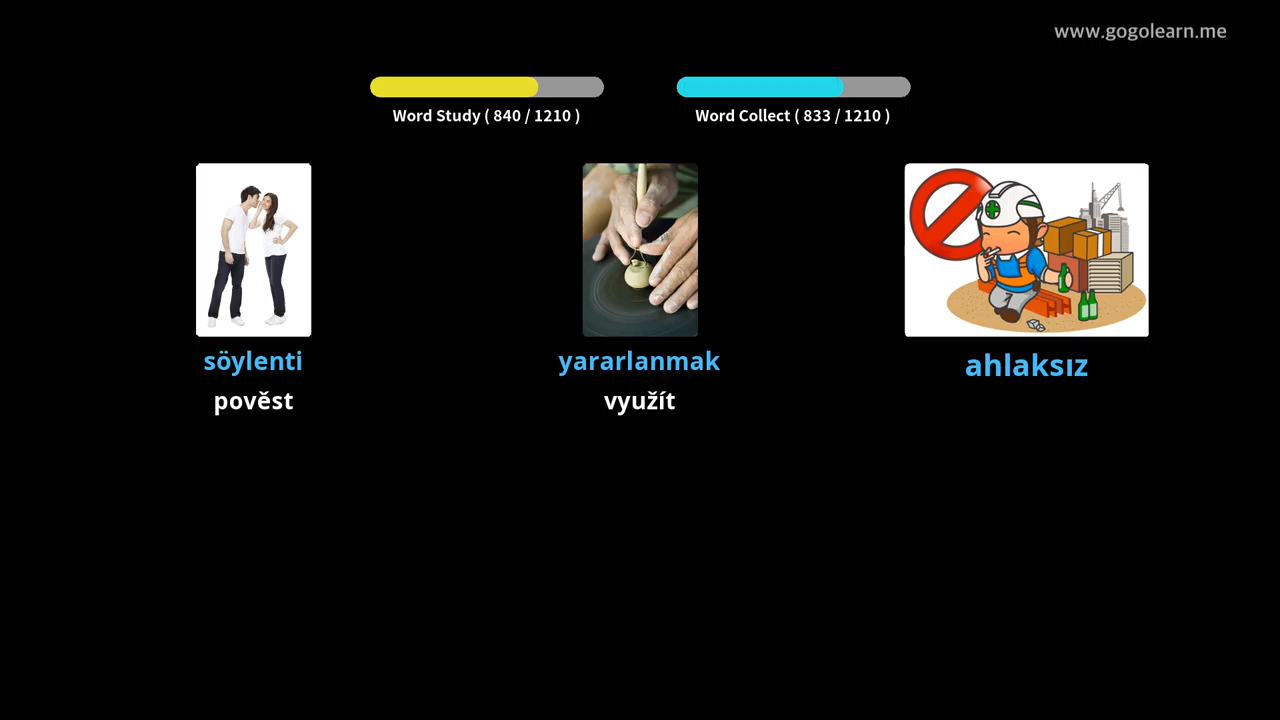 www.gogolearn.me
Word Study ( 840 / 1210 )
Word Collect ( 833 / 1210 )
söylenti
yararlanmak
ahlaksız
pověst
využít